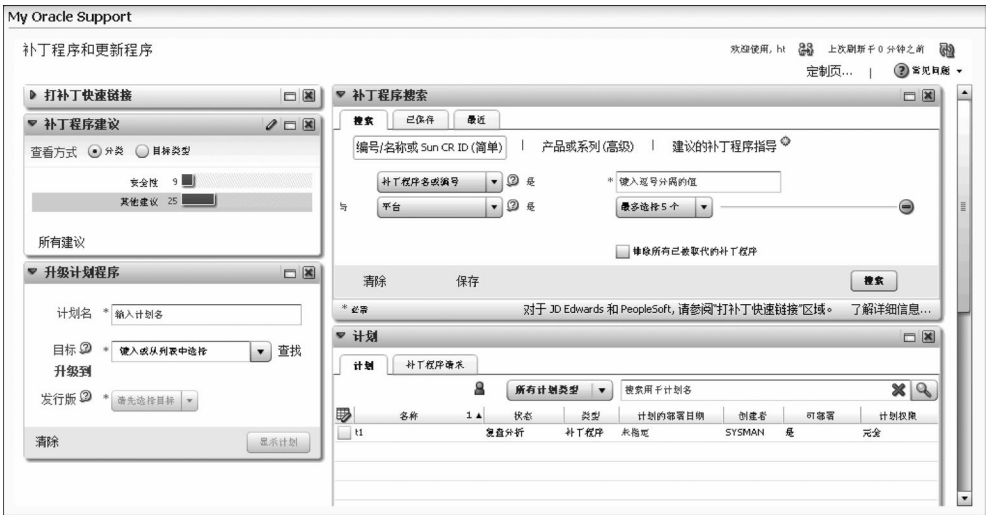 My Oracle Support
补丁程序和更新程序
欢迎使用, ht 上次刷新于 0 分钟之前
定制页... | 常见问题
打补丁快速链接
补丁程序建议
查看方式 分类 目标类型
安全性 9
其他建议 25
所有建议
升级计划程序
计划名 * 输入计划名
目标 * 键入或从列表中选择 查找
升级到
发行版 * 请先选择目标
清除 显示计划
补丁程序搜索
搜索 已保存 最近
编号/名称或 Sun CR ID (简单) | 产品或系列(高级) | 建议的补丁程序指导
补丁程序名或编号 是 * 键入逗号分隔的值
与 平台 是 最多选择 5 个
排除所有已被取代的补丁程序
清除 保存 搜索
* 必需 对于 JD Edwards 和 PeopleSoft, 请参阅"打补丁快速链接"区域。 了解详细信息...
计划
计划 补丁程序请求
所有计划类型 搜索用于计划名
名称 1 状态 类型 计划的部署日期 创建者 可部署 计划权限
t1 复查分析 补丁程序 未指定 SYSMAN 是 完全